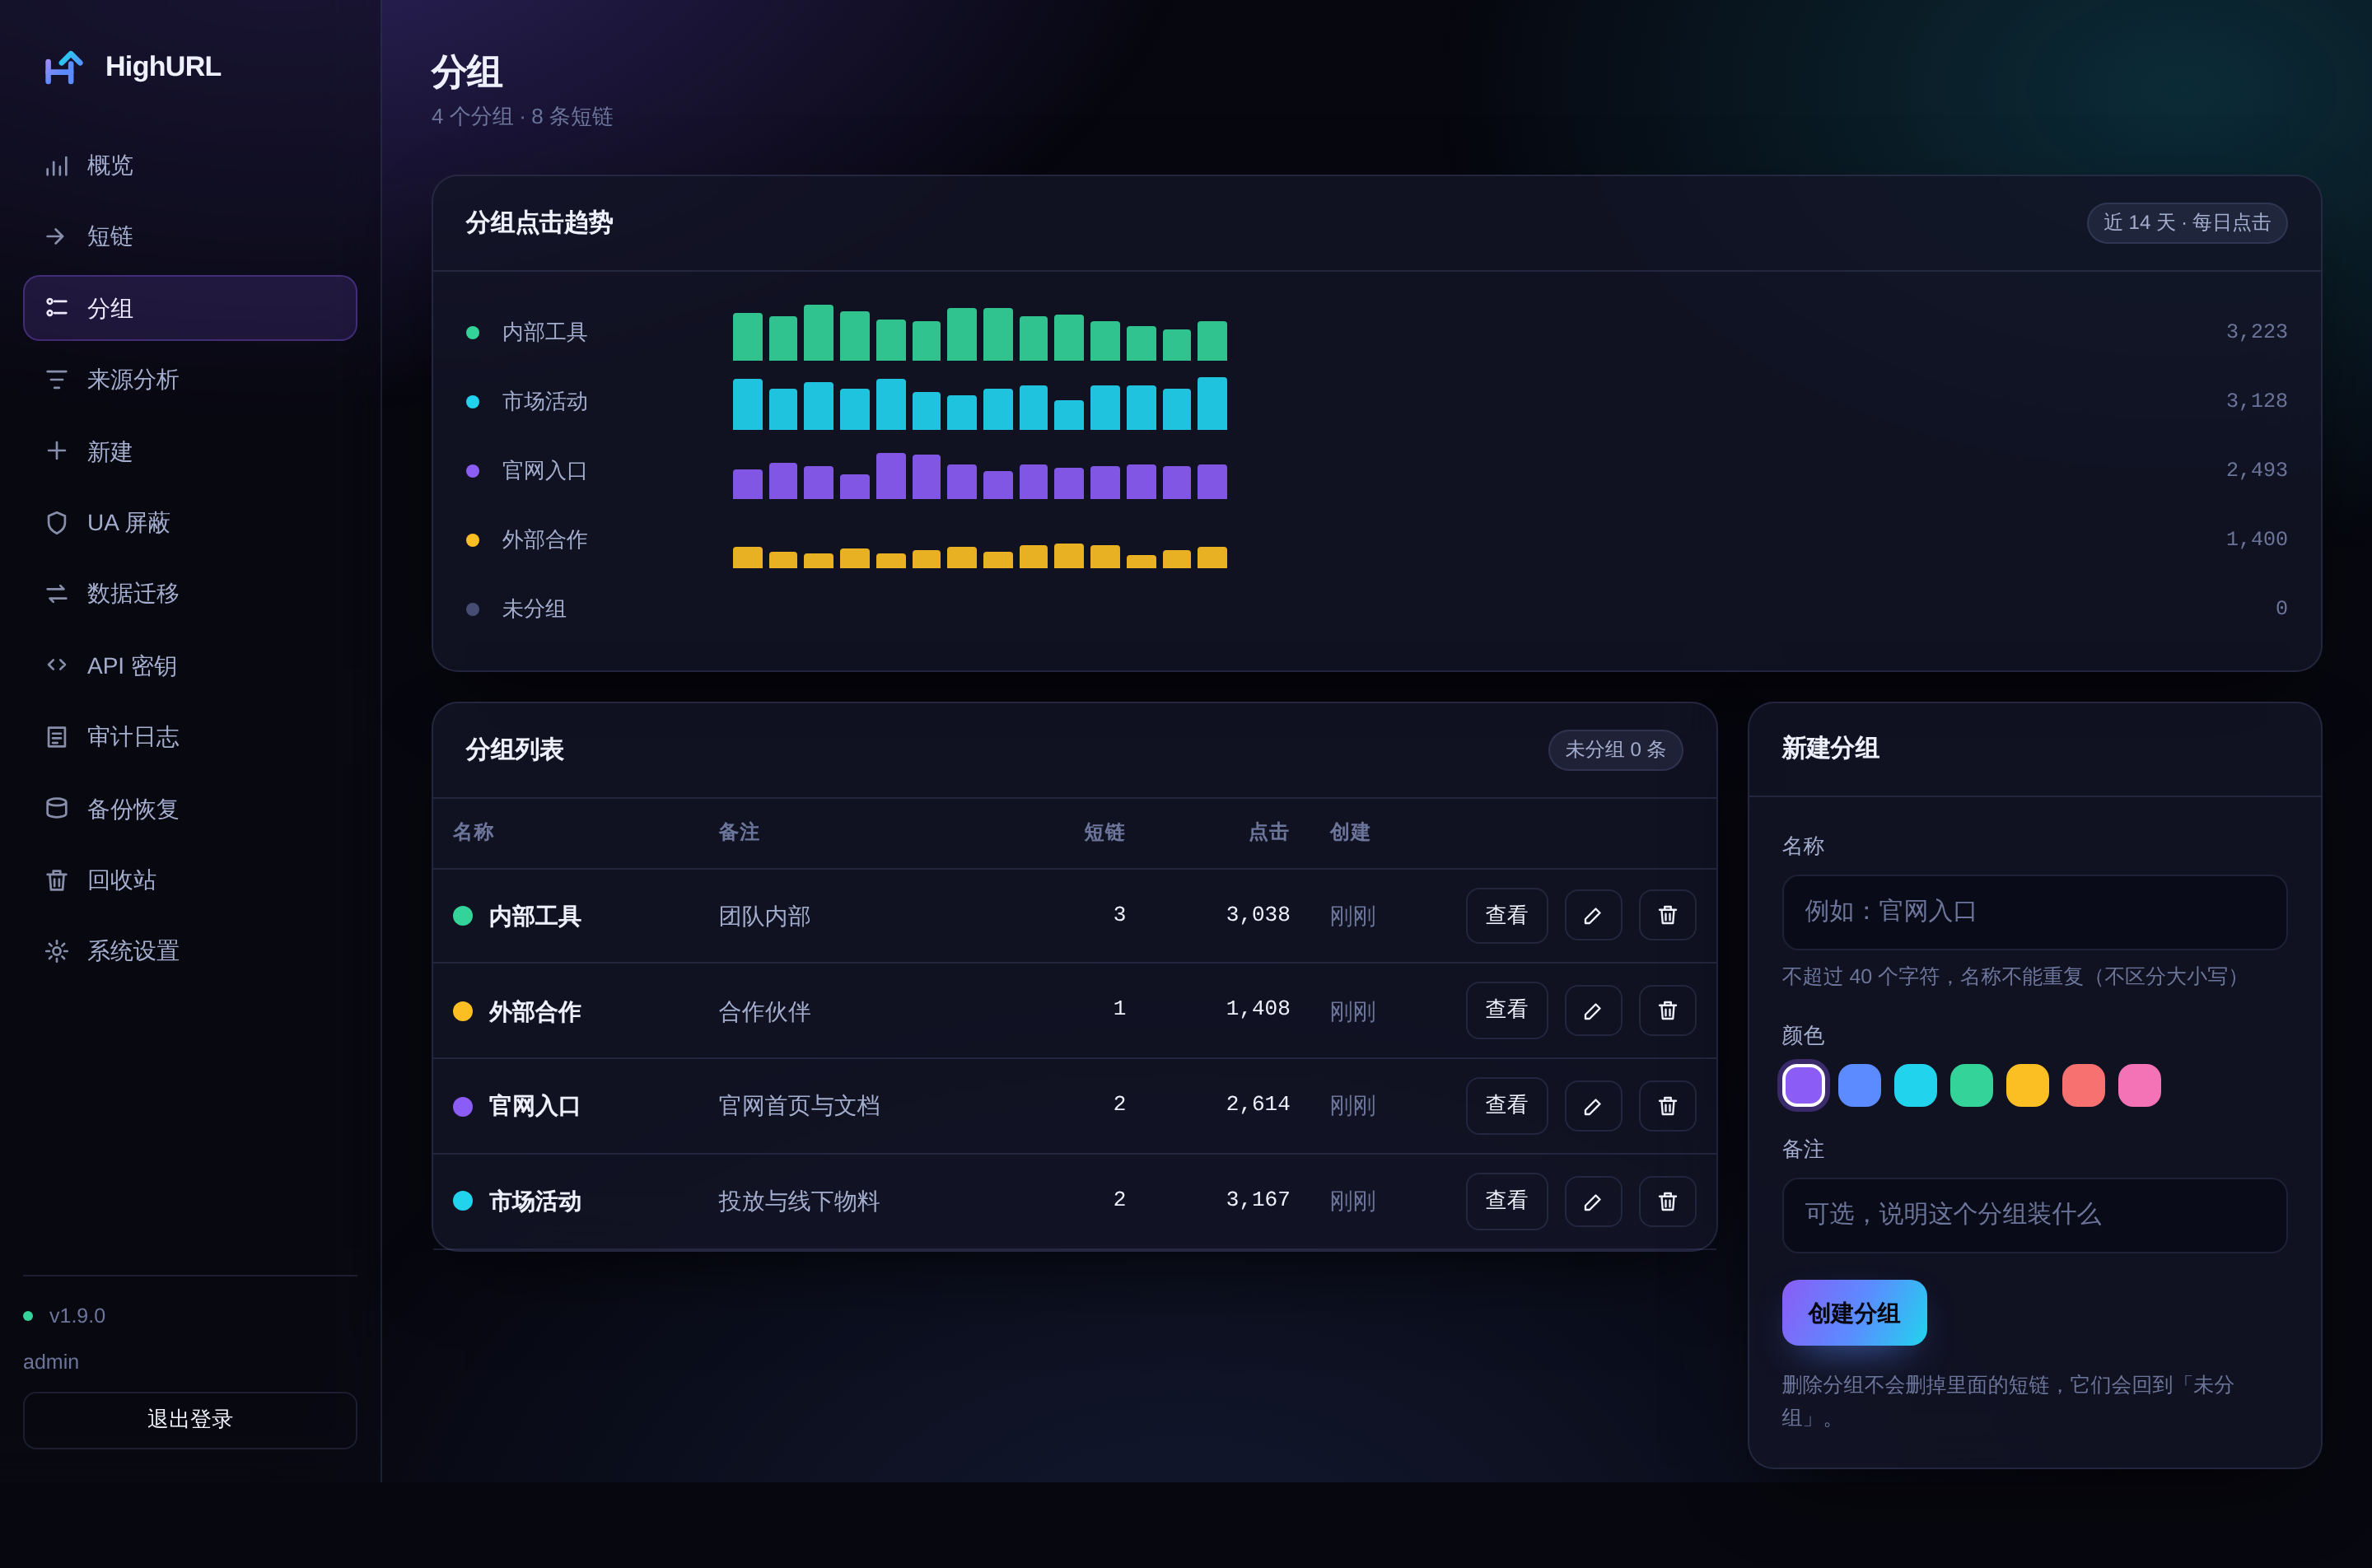 HighURL
概览
短链
分组
来源分析
新建
UA 屏蔽
数据迁移
API 密钥
审计日志
备份恢复
回收站
系统设置
v1.9.0
admin
退出登录
分组
4 个分组 · 8 条短链
分组点击趋势
近 14 天 · 每日点击
内部工具 3,223
市场活动 3,128
官网入口 2,493
外部合作 1,400
未分组 0
分组列表
未分组 0 条
名称 备注 短链 点击 创建
内部工具 团队内部 3 3,038 刚刚 查看
外部合作 合作伙伴 1 1,408 刚刚 查看
官网入口 官网首页与文档 2 2,614 刚刚 查看
市场活动 投放与线下物料 2 3,167 刚刚 查看
新建分组
名称
例如：官网入口
不超过 40 个字符，名称不能重复（不区分大小写）
颜色
备注
可选，说明这个分组装什么
创建分组
删除分组不会删掉里面的短链，它们会回到「未分
组」。